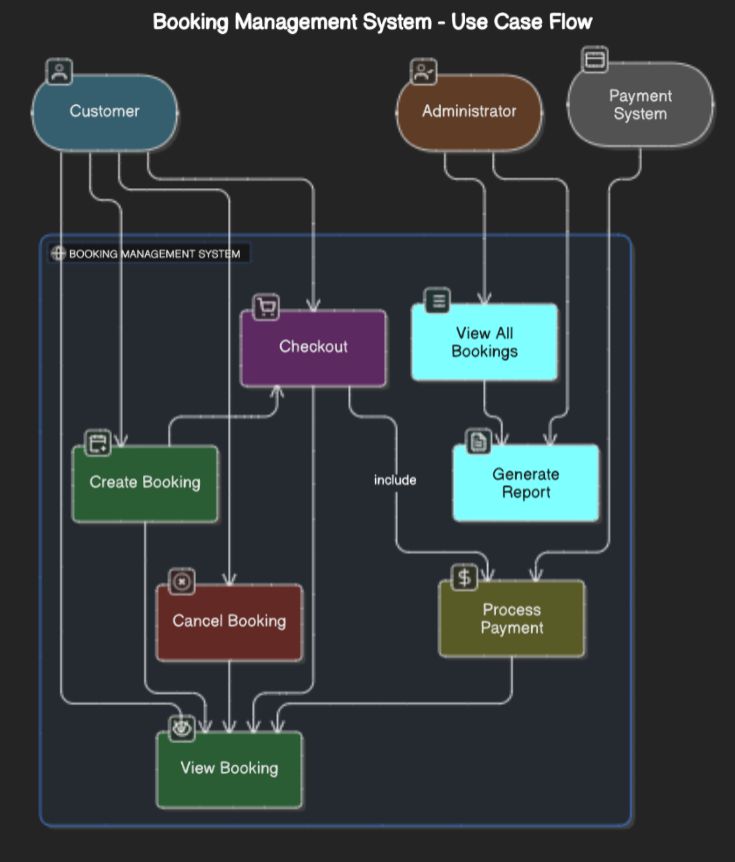 Booking Management System - Use Case Flow
Customer
Administrator
Payment
System
BOOKING MANAGEMENT SYSTEM
Checkout
View All
Bookings
Create Booking
include
Generate
Report
$
Cancel Booking
Process
Payment
View Booking